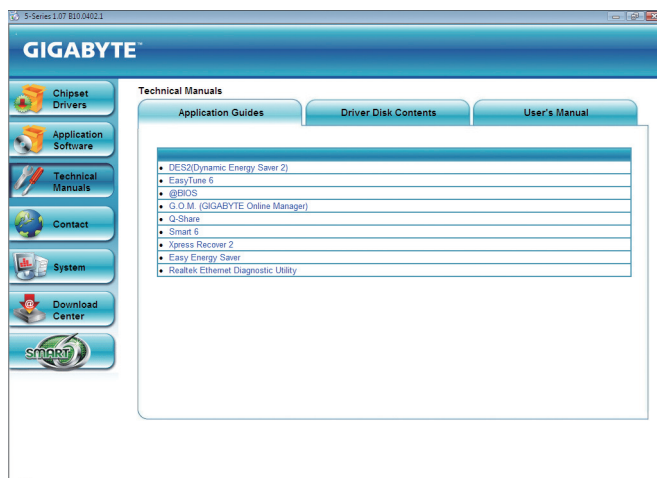 5-Series 1.07 B10.0402.1
GIGABYTE™
Chipset
Drivers
Application
Software
Technical
Manuals
Contact
System
Download
Center
SMART6
Technical Manuals
Application Guides
Driver Disk Contents
User's Manual
DES2(Dynamic Energy Saver 2)
EasyTune 6
@BIOS
G.O.M. (GIGABYTE Online Manager)
Q-Share
Smart 6
Xpress Recover 2
Easy Energy Saver
Realtek Ethernet Diagnostic Utility